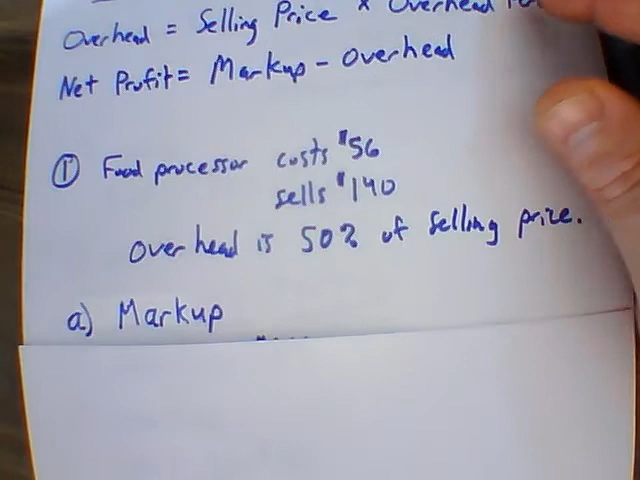 Overhead = Selling Price x Overhead
Net Profit = Markup - overhead
① Food processor costs $56
sells $140
overhead is 50% of selling price.
a) Markup